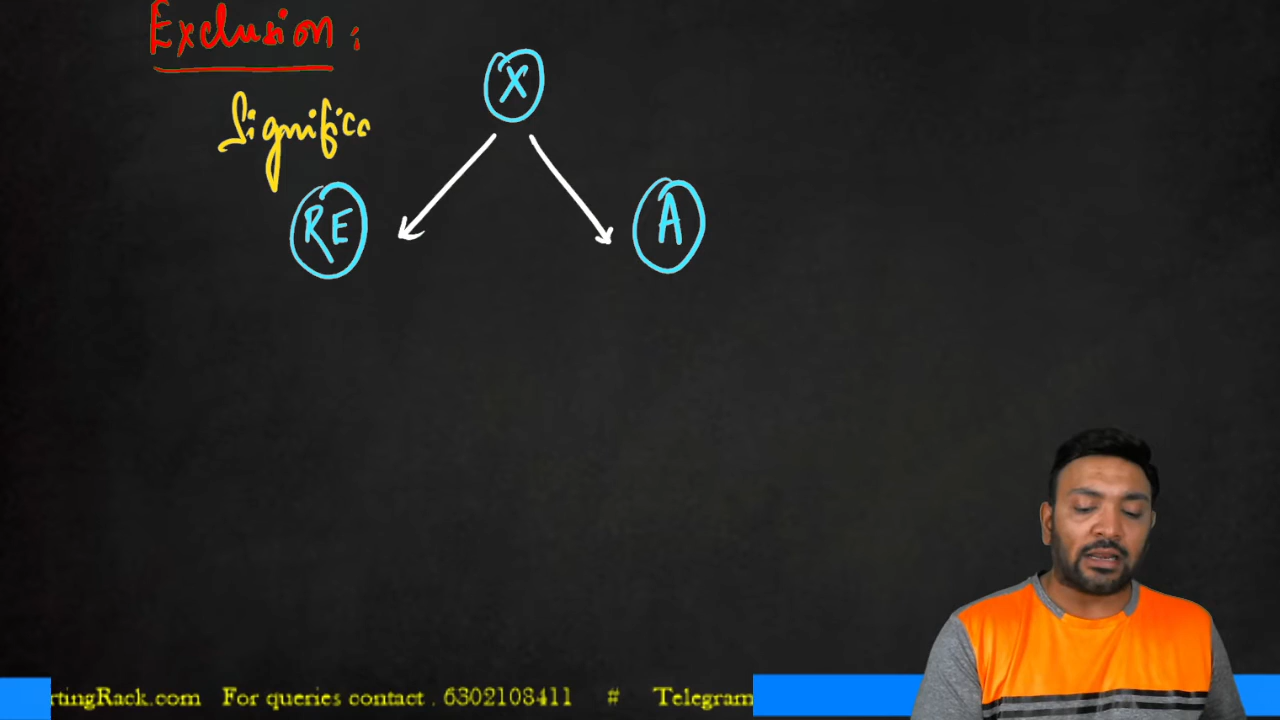 Exclusion :
X
Significa
RE
A
rtingRack.com For queries contact . 6302108411 # Telegram